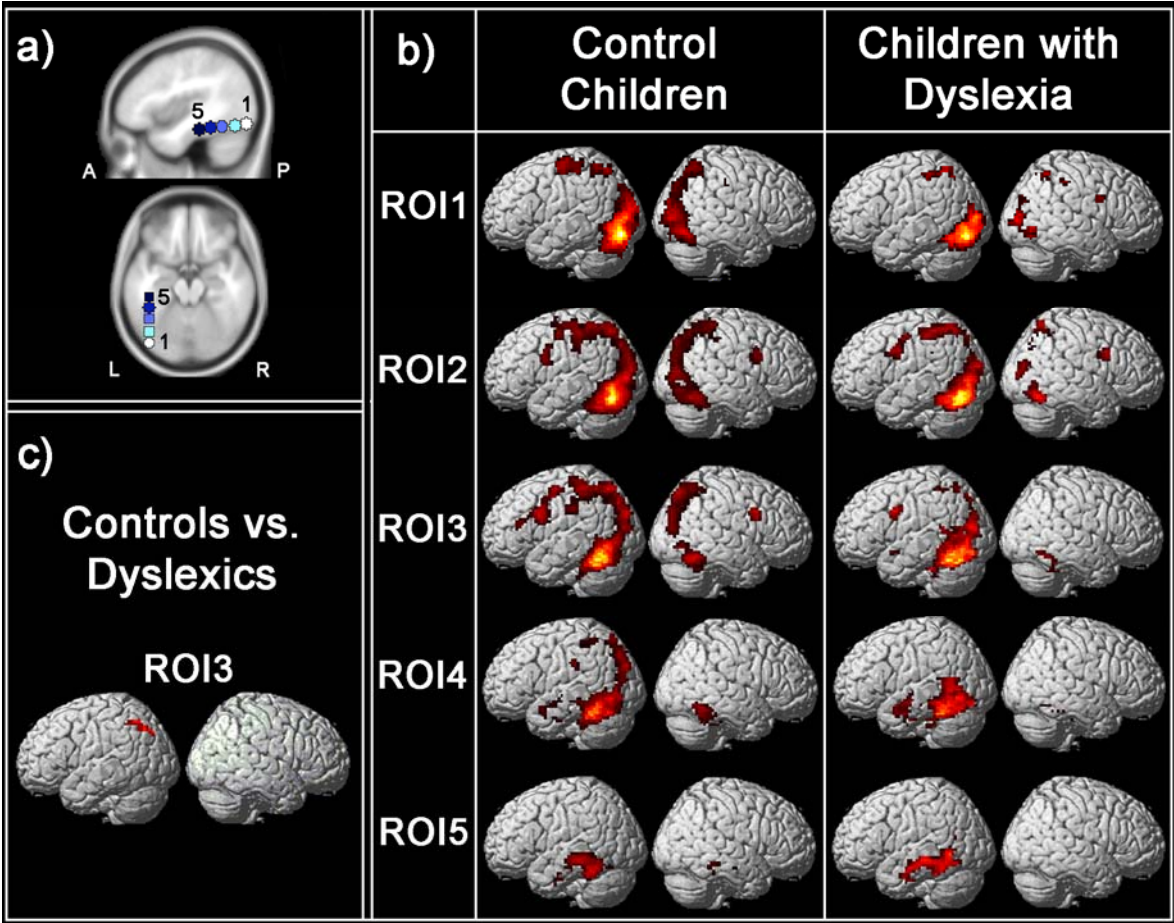 a)
5
1
A
P
5
1
L
R
b)
Control
Children
Children with
Dyslexia
ROI1
ROI2
ROI3
ROI4
ROI5
c)
Controls vs.
Dyslexics
ROI3